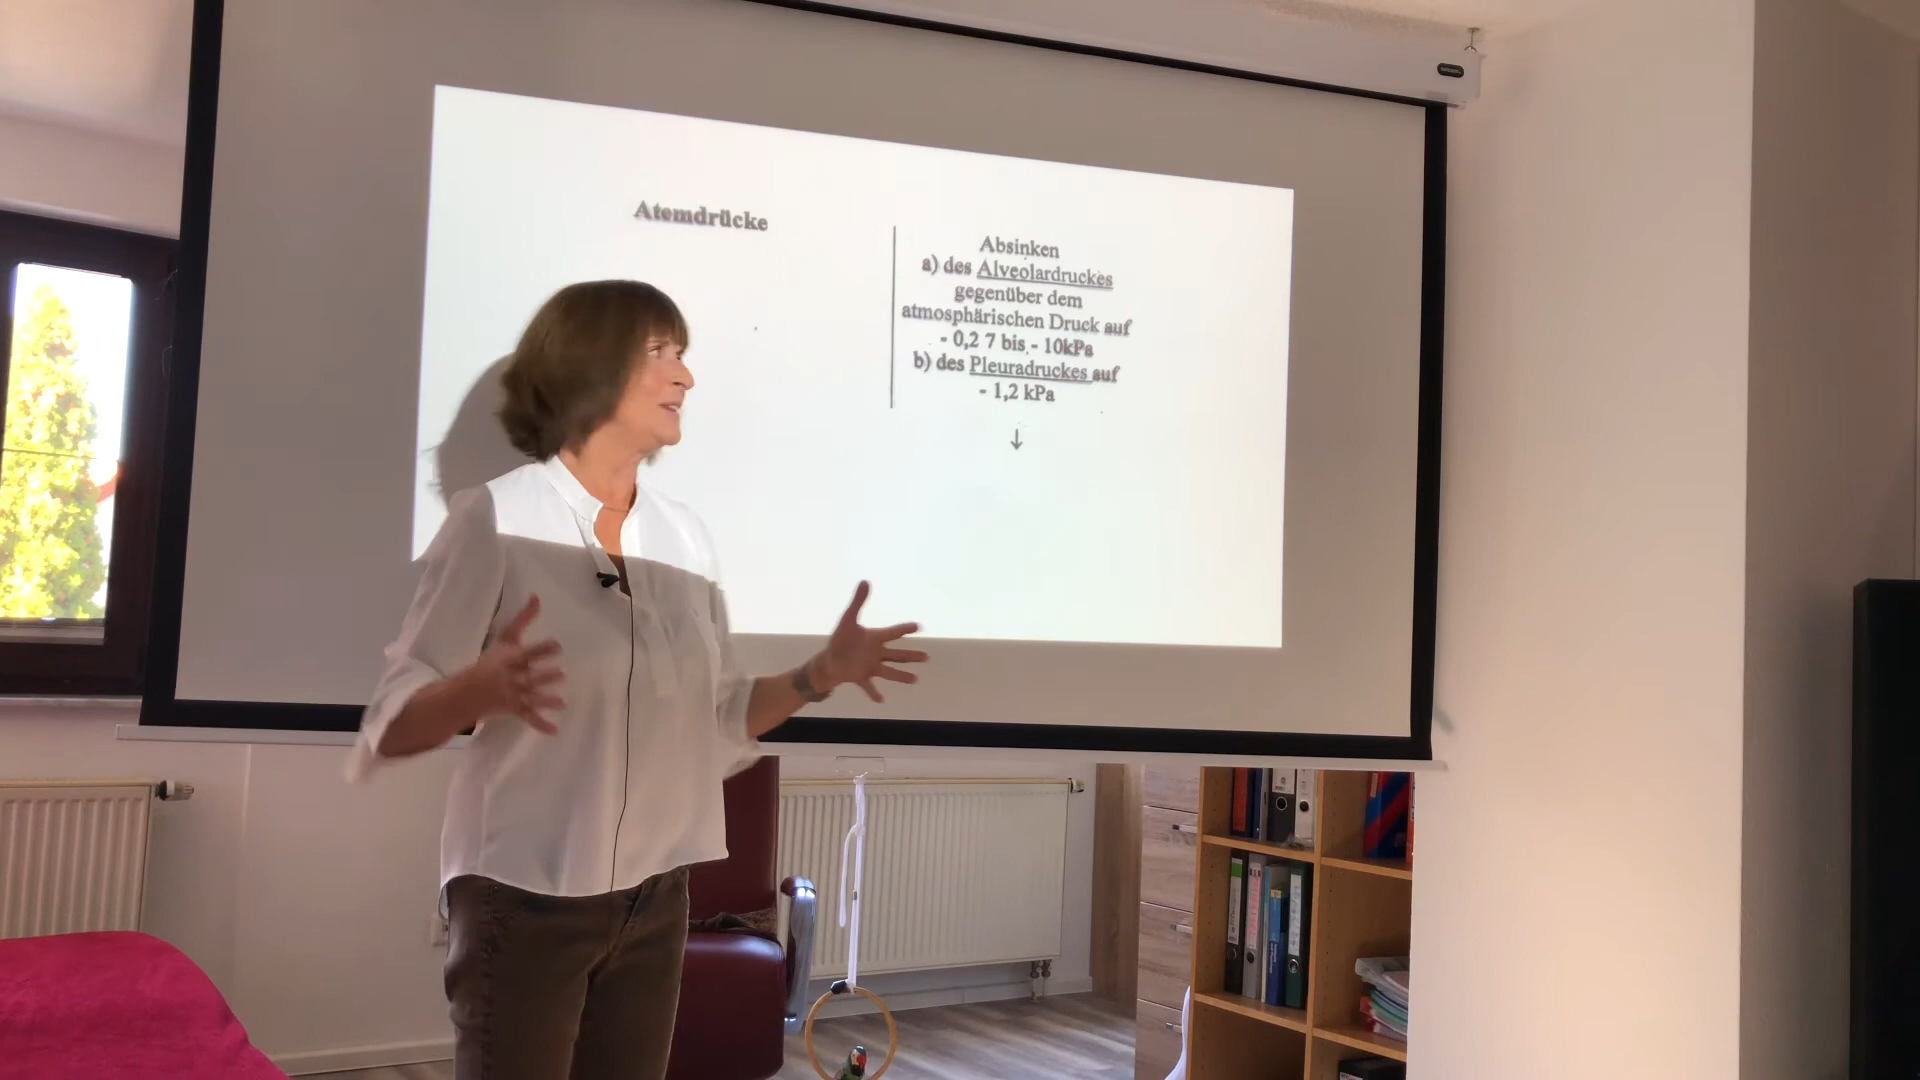 Atemdrücke
Absinken
a) des Alveolardruckes
gegenüber dem
atmosphärischen Druck auf
- 0,2 7 bis - 10kPa
b) des Pleuradruckes auf
- 1,2 kPa
↓